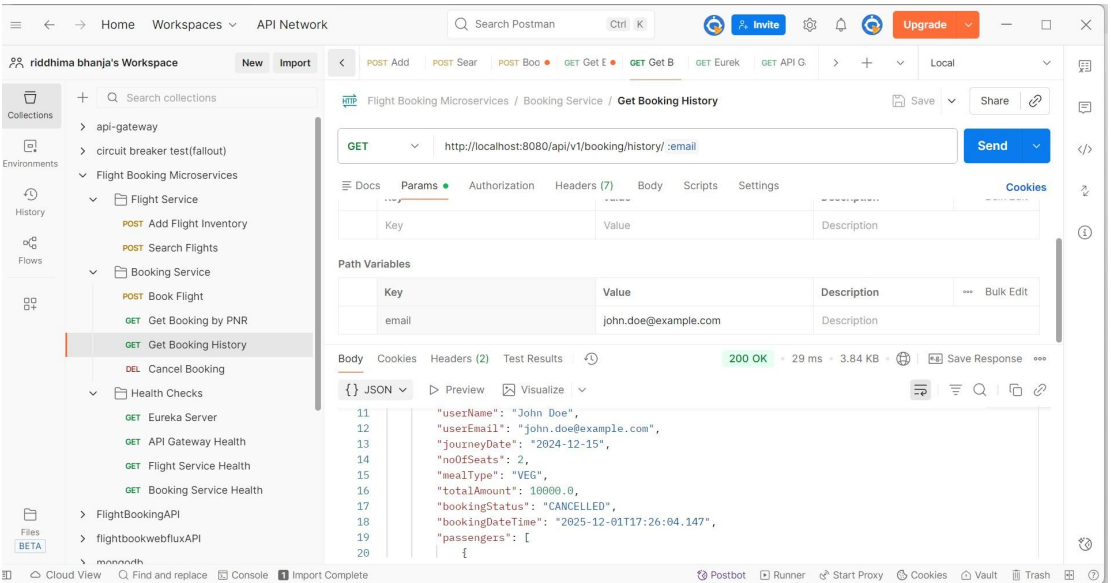 Home Workspaces API Network Search Postman Ctrl K Invite Upgrade
riddhima bhanja's Workspace New Import POST Add POST Sear POST Boo GET Get E GET Get B GET Eurek GET API G Local
Collections
Environments
History
Flows
Files
BETA
Search collections
api-gateway
circuit breaker test(fallout)
Flight Booking Microservices
Flight Service
POST Add Flight Inventory
POST Search Flights
Booking Service
POST Book Flight
GET Get Booking by PNR
GET Get Booking History
DEL Cancel Booking
Health Checks
GET Eureka Server
GET API Gateway Health
GET Flight Service Health
GET Booking Service Health
FlightBookingAPI
flightbookwebfluxAPI
mongodb
HTTP Flight Booking Microservices / Booking Service / Get Booking History Save Share
GET http://localhost:8080/api/v1/booking/history/ :email Send
Docs Params Authorization Headers (7) Body Scripts Settings Cookies
Key Value Description
Path Variables
Key Value Description Bulk Edit
email john.doe@example.com Description
Body Cookies Headers (2) Test Results 200 OK 29 ms 3.84 KB e.g. Save Response
{} JSON Preview Visualize
11 "userName": "John Doe",
12 "userEmail": "john.doe@example.com",
13 "journeyDate": "2024-12-15",
14 "noOfSeats": 2,
15 "mealType": "VEG",
16 "totalAmount": 10000.0,
17 "bookingStatus": "CANCELLED",
18 "bookingDateTime": "2025-12-01T17:26:04.147",
19 "passengers": [
20 {
Cloud View Find and replace Console Import Complete Postbot Runner Start Proxy Cookies Vault Trash